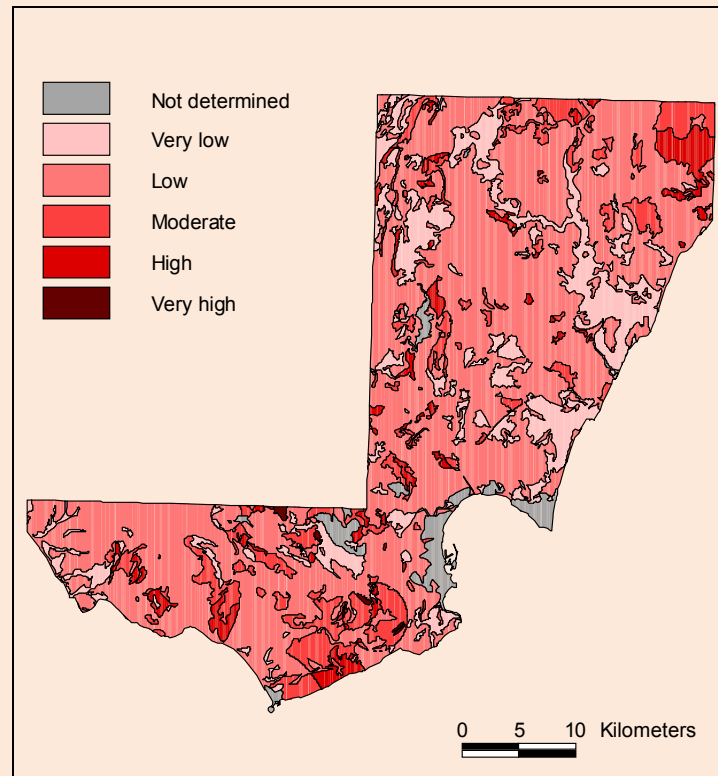 Not determined
Very low
Low
Moderate
High
Very high
0 5 10 Kilometers